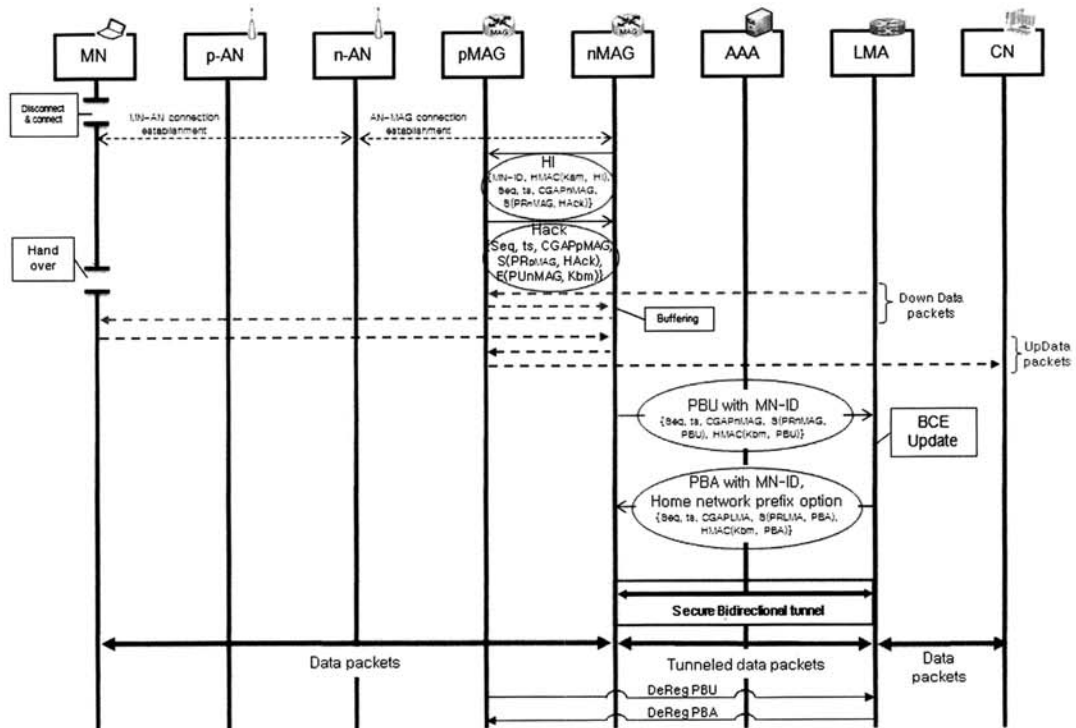 MAG
MAG
MN
p-AN
n-AN
pMAG
nMAG
AAA
LMA
CN
Disconnect
& connect
MN-AN connection
establishment
AN-MAG connection
establishment
HI
{MN-ID, HMAC(Kam, HI),
Seq, ts, CGAPnMAG,
S(PRnMAG, HAck)}
Hack
{Seq, ts, CGAPpMAG,
S(PRpMAG, HAck),
E(PUnMAG, Kbm)}
Hand
over
Buffering
Down Data
packets
UpData
packets
PBU with MN-ID
{Seq, ts, CGAPnMAG, S(PRnMAG,
PBU), HMAC(Kbm, PBU)}
BCE
Update
PBA with MN-ID,
Home network prefix option
{Seq, ts, CGAPLMA, S(PRLMA, PBA),
HMAC(Kbm, PBA)}
Secure Bidirectional tunnel
Data packets
Tunneled data packets
Data
packets
DeReg PBU
DeReg PBA